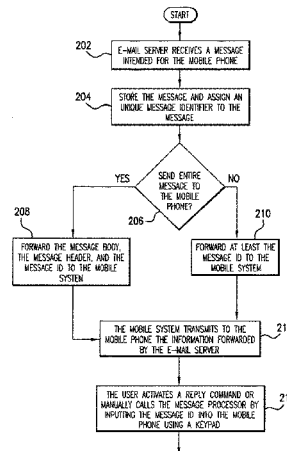 START
202
E-MAIL SERVER RECEIVES A MESSAGE
INTENDED FOR THE MOBILE PHONE
204
STORE THE MESSAGE AND ASSIGN AN
UNIQUE MESSAGE IDENTIFIER TO THE
MESSAGE
YES
SEND ENTIRE
MESSAGE TO
THE MOBILE
PHONE?
NO
206
208
FORWARD THE MESSAGE BODY,
THE MESSAGE HEADER, AND THE
MESSAGE ID TO THE MOBILE
SYSTEM
210
FORWARD AT LEAST THE
MESSAGE ID TO THE
MOBILE SYSTEM
21
THE MOBILE SYSTEM TRANSMITS TO THE
MOBILE PHONE THE INFORMATION FORWARDED
BY THE E-MAIL SERVER
21
THE USER ACTIVATES A REPLY COMMAND OR
MANUALLY CALLS THE MESSAGE PROCESSOR BY
INPUTTING THE MESSAGE ID INTO THE MOBILE
PHONE USING A KEYPAD